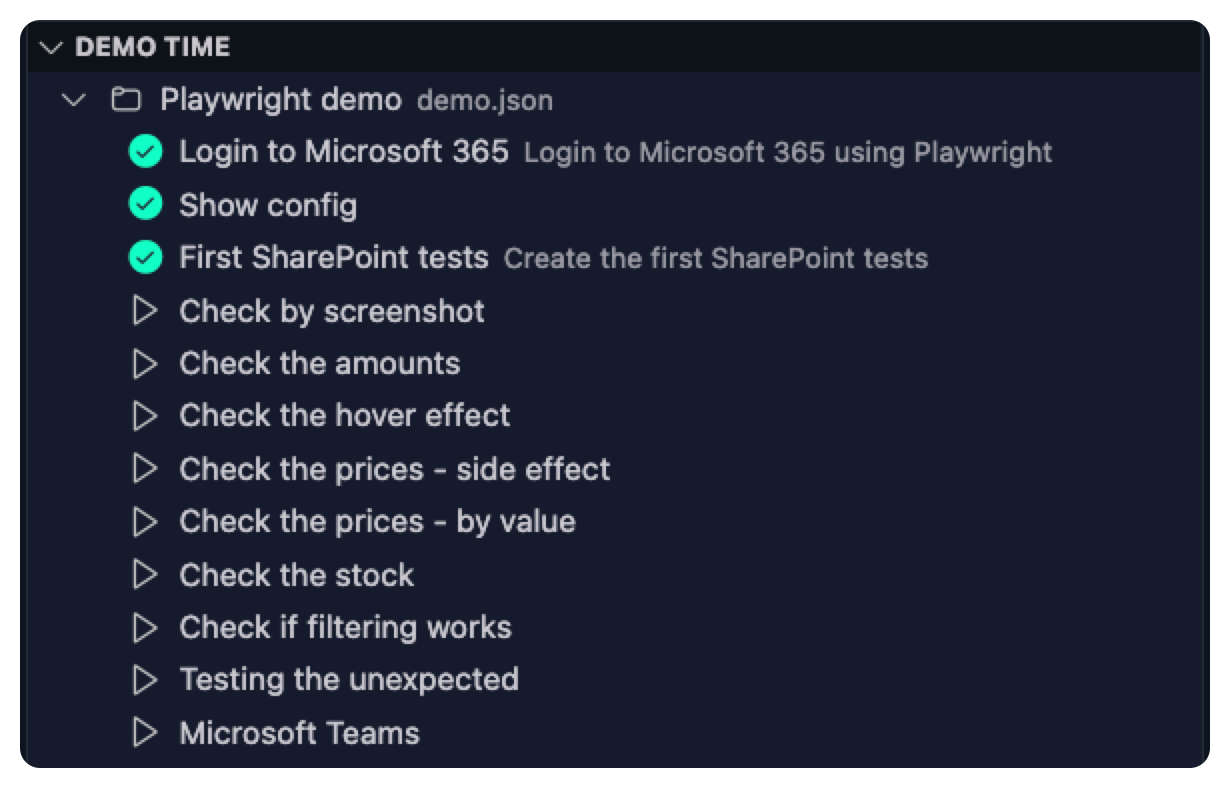 DEMO TIME
Playwright demo demo.json
Login to Microsoft 365 Login to Microsoft 365 using Playwright
Show config
First SharePoint tests Create the first SharePoint tests
Check by screenshot
Check the amounts
Check the hover effect
Check the prices - side effect
Check the prices - by value
Check the stock
Check if filtering works
Testing the unexpected
Microsoft Teams